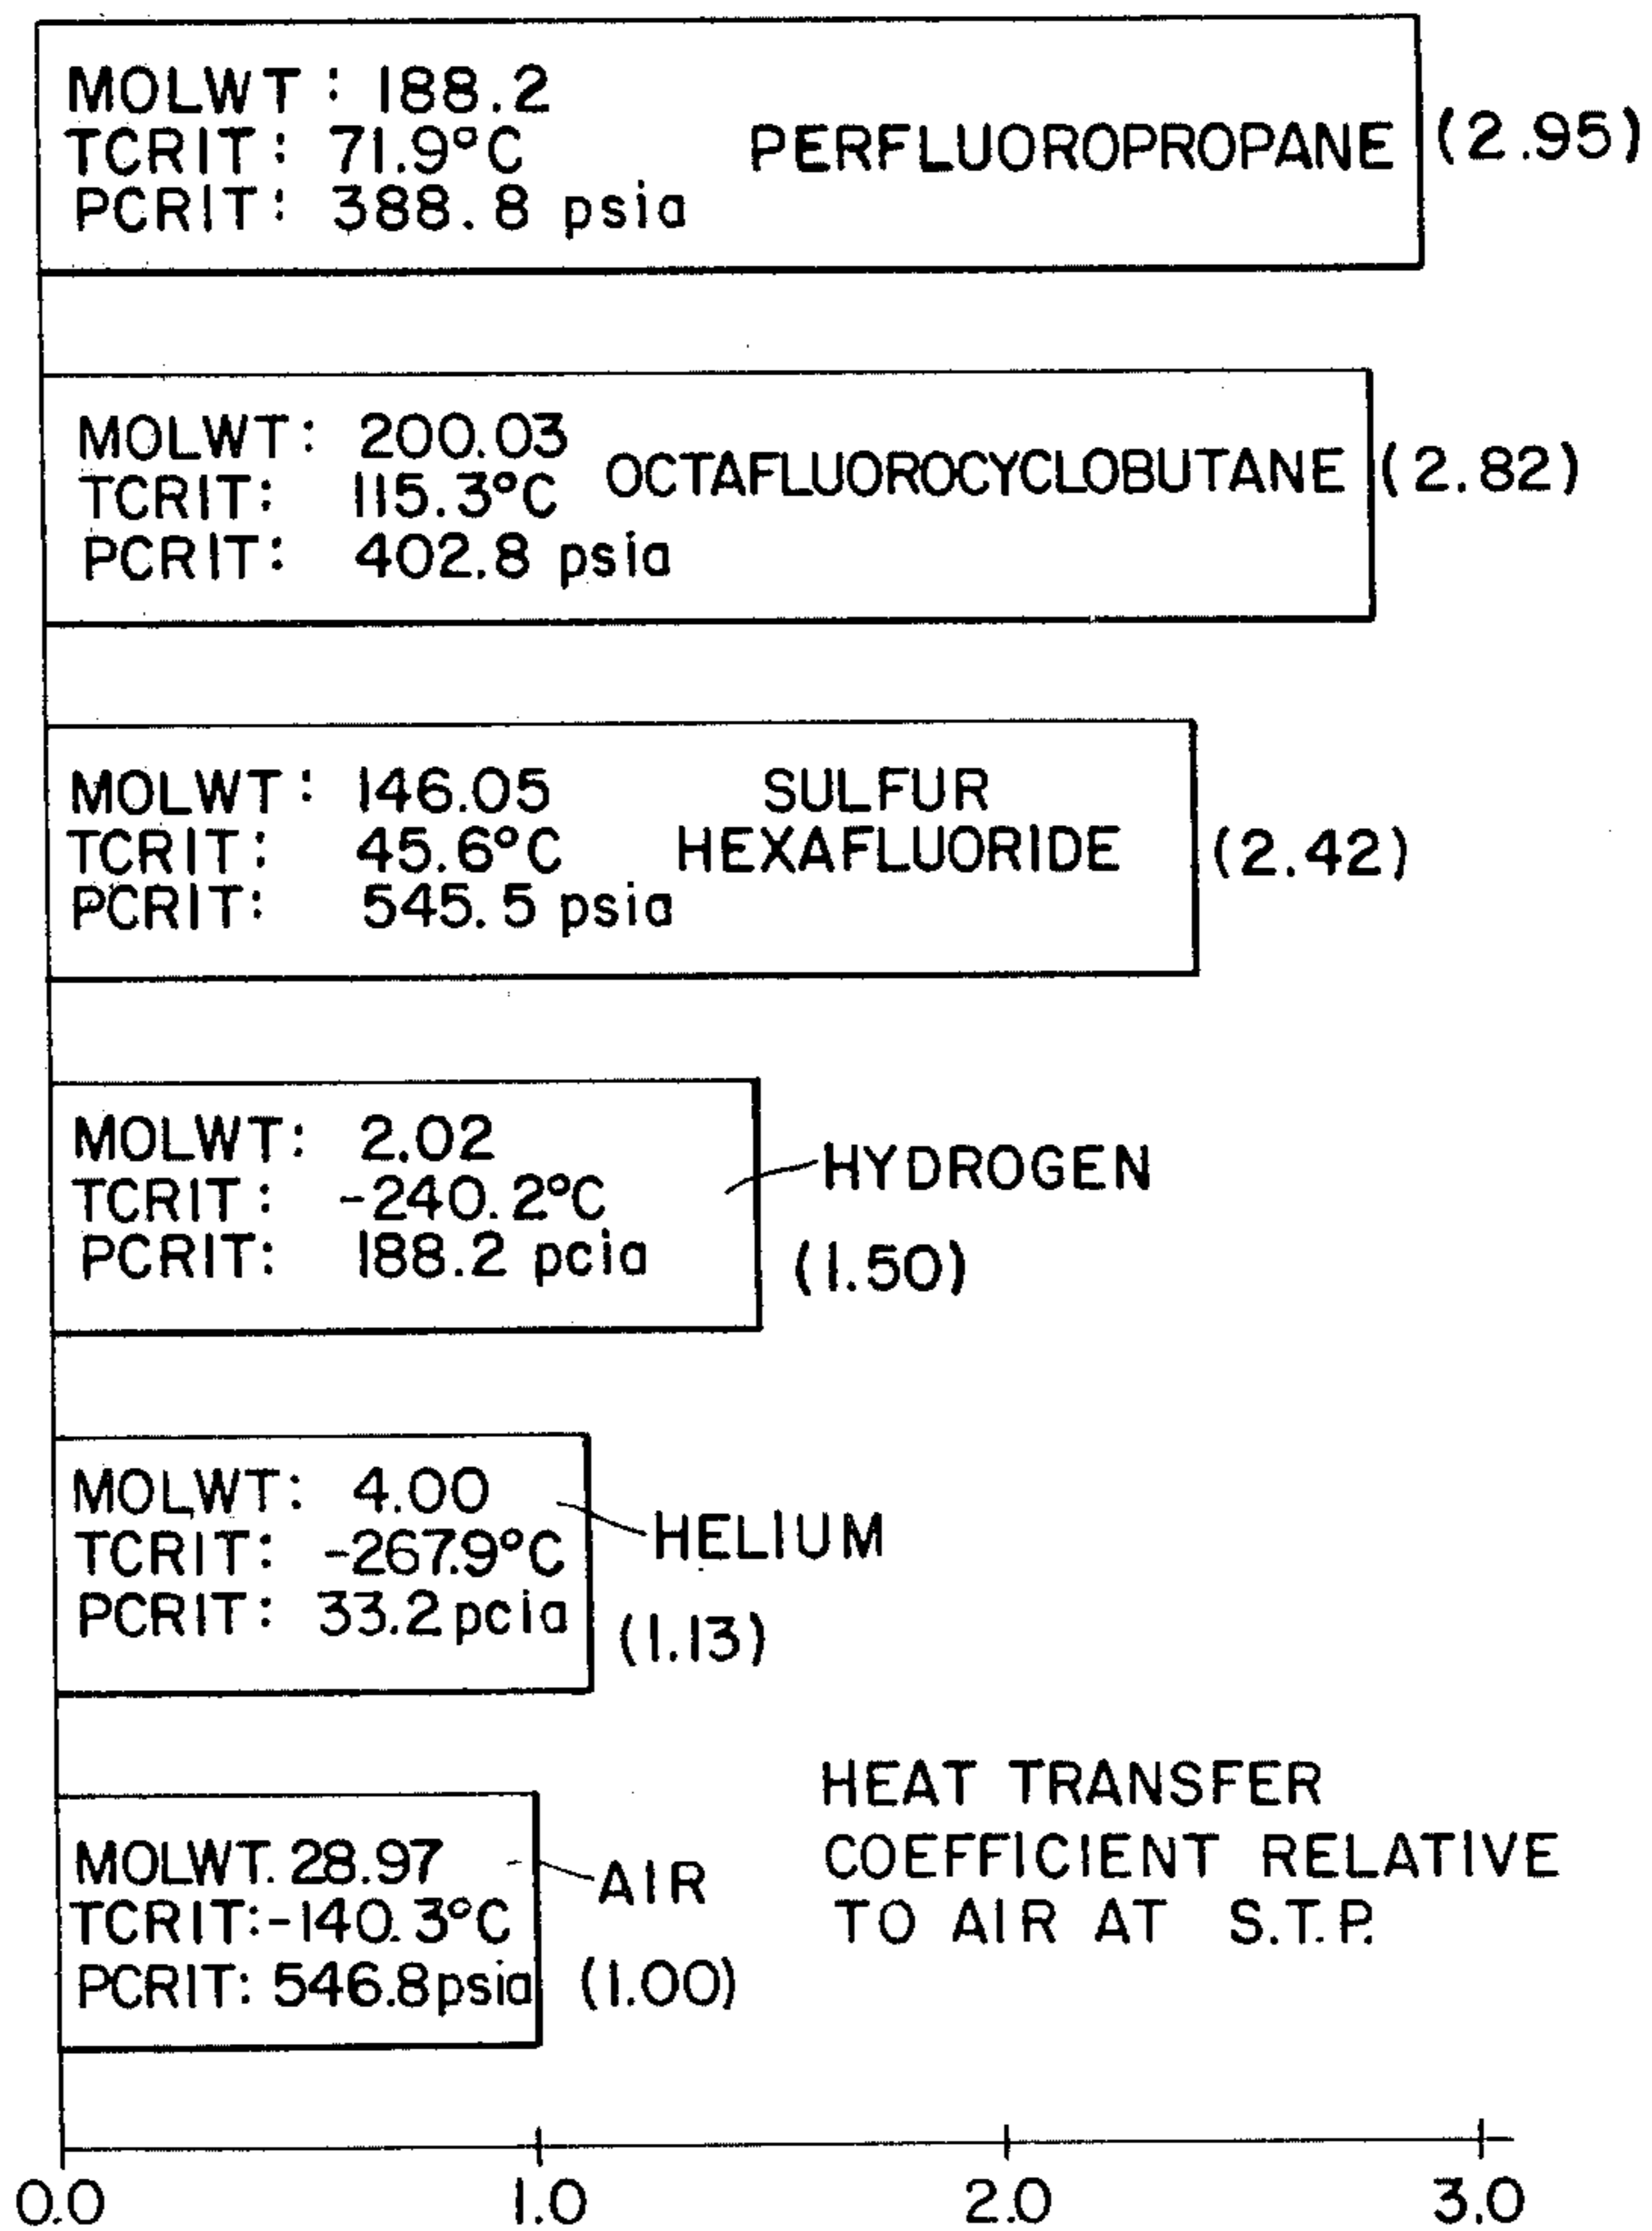 MOLWT: 188.2
TCRIT: 71.9°C
PCRIT: 388.8 psia
PERFLUOROPROPANE (2.95)
MOLWT: 200.03
TCRIT: 115.3°C
PCRIT: 402.8 psia
OCTAFLUOROCYCLOBUTANE (2.82)
MOLWT: 146.05
TCRIT: 45.6°C
PCRIT: 545.5 psia
SULFUR
HEXAFLUORIDE (2.42)
MOLWT: 2.02
TCRIT: -240.2°C
PCRIT: 188.2 pcia
HYDROGEN
(1.50)
MOLWT: 4.00
TCRIT: -267.9°C
PCRIT: 33.2 pcia
HELIUM
(1.13)
MOLWT. 28.97
TCRIT:-140.3°C
PCRIT: 546.8 psia
AIR
(1.00)
HEAT TRANSFER
COEFFICIENT RELATIVE
TO AIR AT S.T.P.
0.0 1.0 2.0 3.0